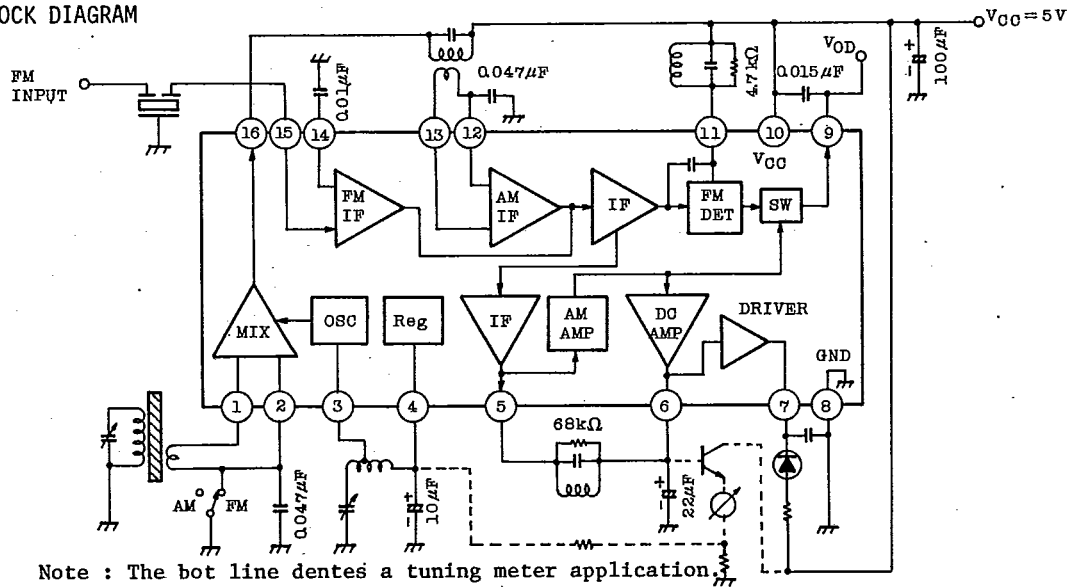 OCK DIAGRAM
VCC=5V
FM
INPUT
0.01μF
0.047μF
4.7kΩ
0.015μF
VOD
100μF
16
15
14
13
12
11
10
9
VCC
FM
IF
AM
IF
IF
FM
DET
SW
MIX
OSC
Reg
IF
AM
AMP
DC
AMP
DRIVER
GND
1
2
3
4
5
6
7
8
68kΩ
AM
FM
0.047μF
10μF
22μF
Note : The bot line dentes a tuning meter application.